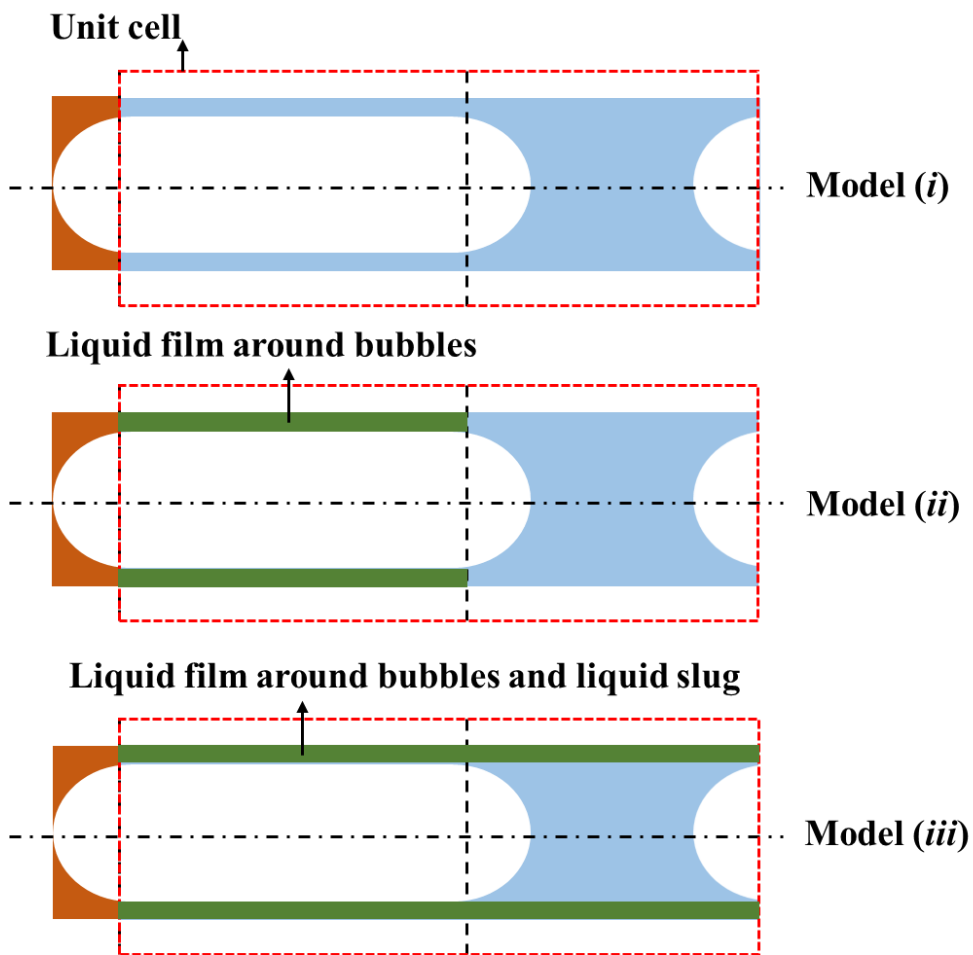 Unit cell
Model (i)
Liquid film around bubbles
Model (ii)
Liquid film around bubbles and liquid slug
Model (iii)